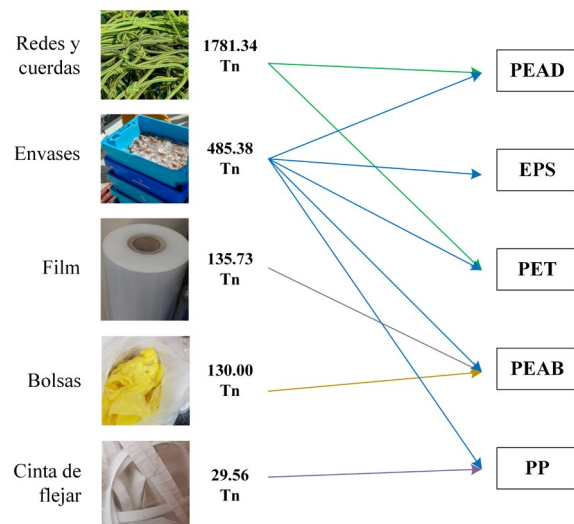 Redes y
cuerdas
1781.34
Tn
PEAD
Envases
485.38
Tn
EPS
Film
135.73
Tn
PET
Bolsas
130.00
Tn
PEAB
Cinta de
flejar
29.56
Tn
PP